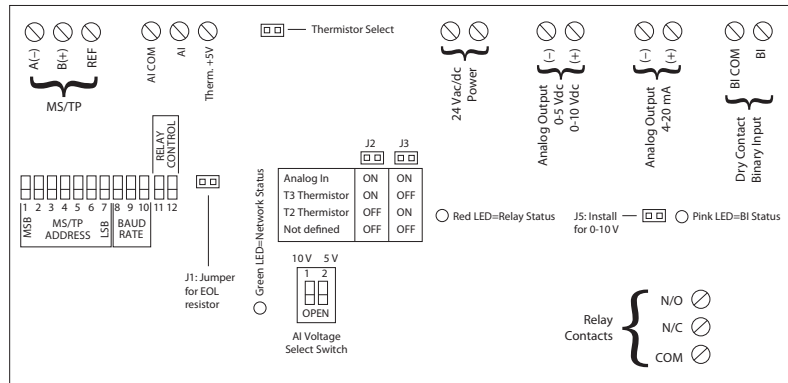 A(−)
B(+)
REF
MS/TP
AI COM
AI
Therm. +5V
Thermistor Select
24 Vac/dc
Power
(−)
(+)
Analog Output
0-5 Vdc
0-10 Vdc
(−)
(+)
Analog Output
4-20 mA
BI COM
BI
Dry Contact
Binary Input
RELAY
CONTROL
1 2 3 4 5 6 7 8 9 10 11 12
MSB
MS/TP
ADDRESS
LSB
BAUD
RATE
J1: Jumper
for EOL
resistor
Green LED=Network Status
J2 J3
Analog In ON ON
T3 Thermistor ON OFF
T2 Thermistor OFF ON
Not defined OFF OFF
10 V 5 V
1 2
OPEN
AI Voltage
Select Switch
Red LED=Relay Status
J5: Install
for 0-10 V
Pink LED=BI Status
Relay
Contacts
N/O
N/C
COM